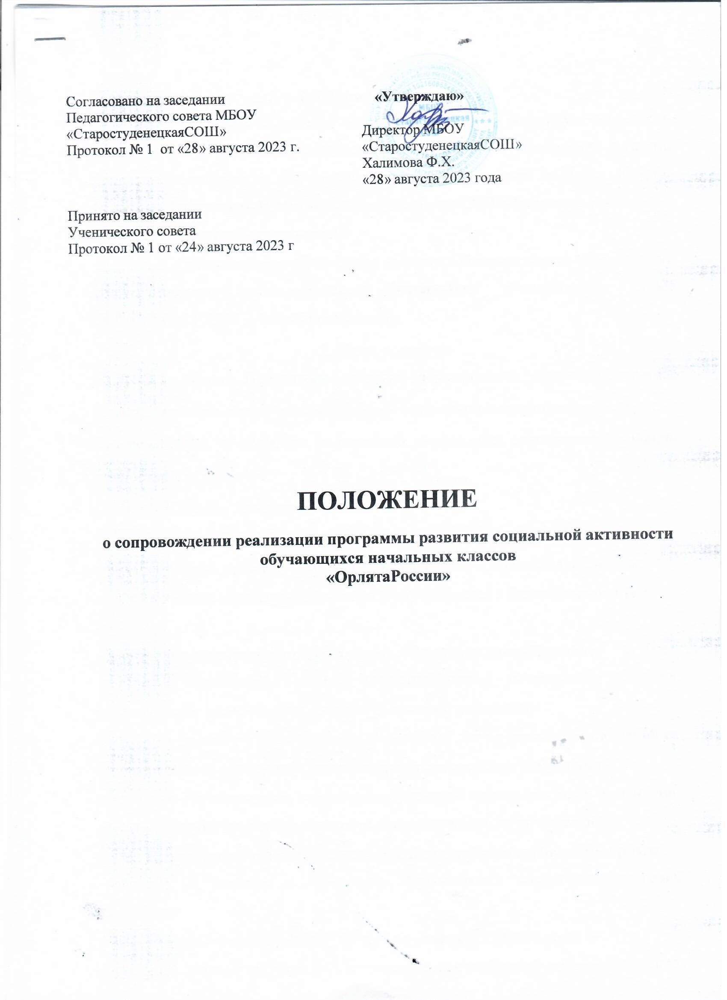 Согласовано на заседании
Педагогического совета МБОУ
«СтаростуденецкаяСОШ»
Протокол № 1 от «28» августа 2023 г.
«Утверждаю»
Директор МБОУ
«СтаростуденецкаяСОШ»
Халимова Ф.Х.
«28» августа 2023 года
Принято на заседании
Ученического совета
Протокол № 1 от «24» августа 2023 г
ПОЛОЖЕНИЕ
о сопровождении реализации программы развития социальной активности
обучающихся начальных классов
«ОрлятаРоссии»